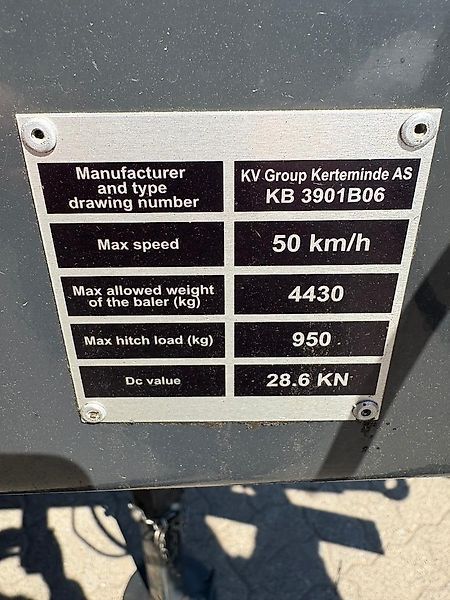 Manufacturer
and type
drawing number
KV Group Kerteminde AS
KB 3901B06
Max speed
50 km/h
Max allowed weight
of the baler (kg)
4430
Max hitch load (kg)
950
Dc value
28.6 KN